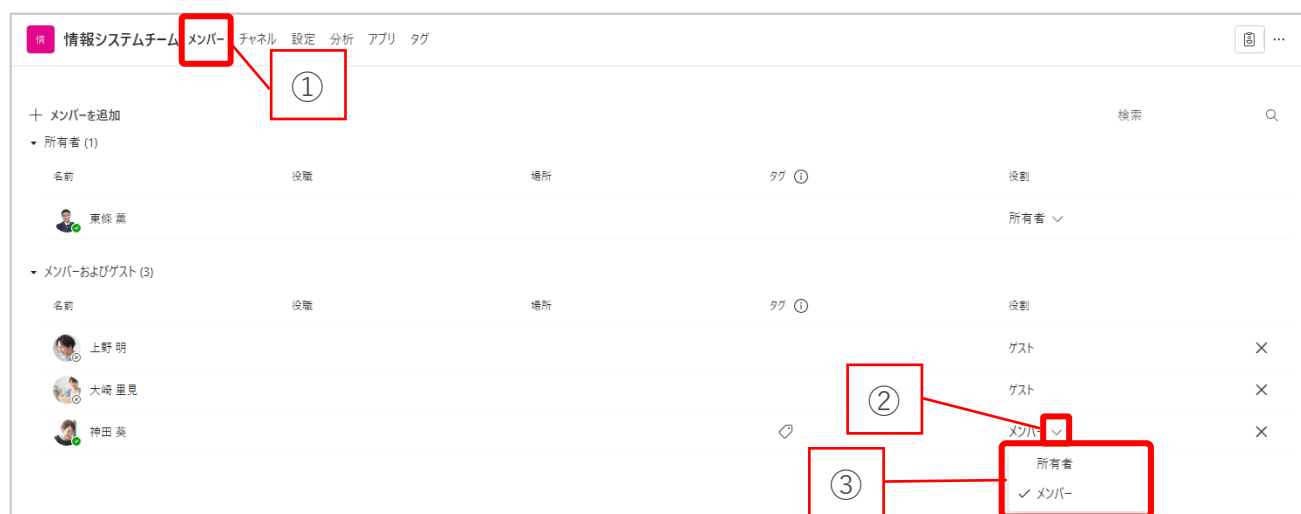 情 情報システムチーム メンバー チャネル 設定 分析 アプリ タグ
①
＋ メンバーを追加 検索
所有者 (1)
名前 役職 場所 タグ 役割
東條 薫 所有者
メンバーおよびゲスト (3)
名前 役職 場所 タグ 役割
上野 明 ゲスト
大崎 里見 ゲスト
②
神田 葵 メンバー
所有者
③
✓ メンバー